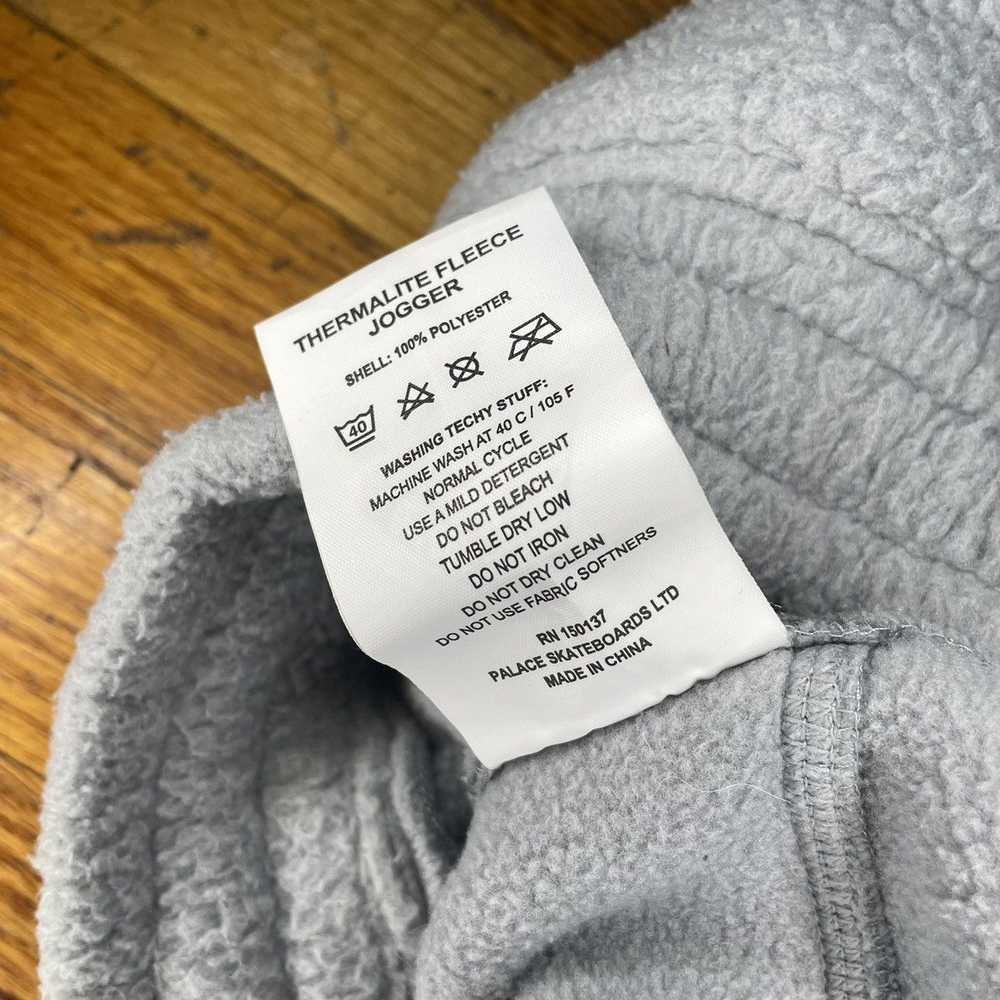 THERMALITE FLEECE
JOGGER
SHELL: 100% POLYESTER
40
WASHING TECHY STUFF:
MACHINE WASH AT 40 C / 105 F
NORMAL CYCLE
USE A MILD DETERGENT
DO NOT BLEACH
TUMBLE DRY LOW
DO NOT IRON
DO NOT DRY CLEAN
DO NOT USE FABRIC SOFTNERS
RN 150137
PALACE SKATEBOARDS LTD
MADE IN CHINA